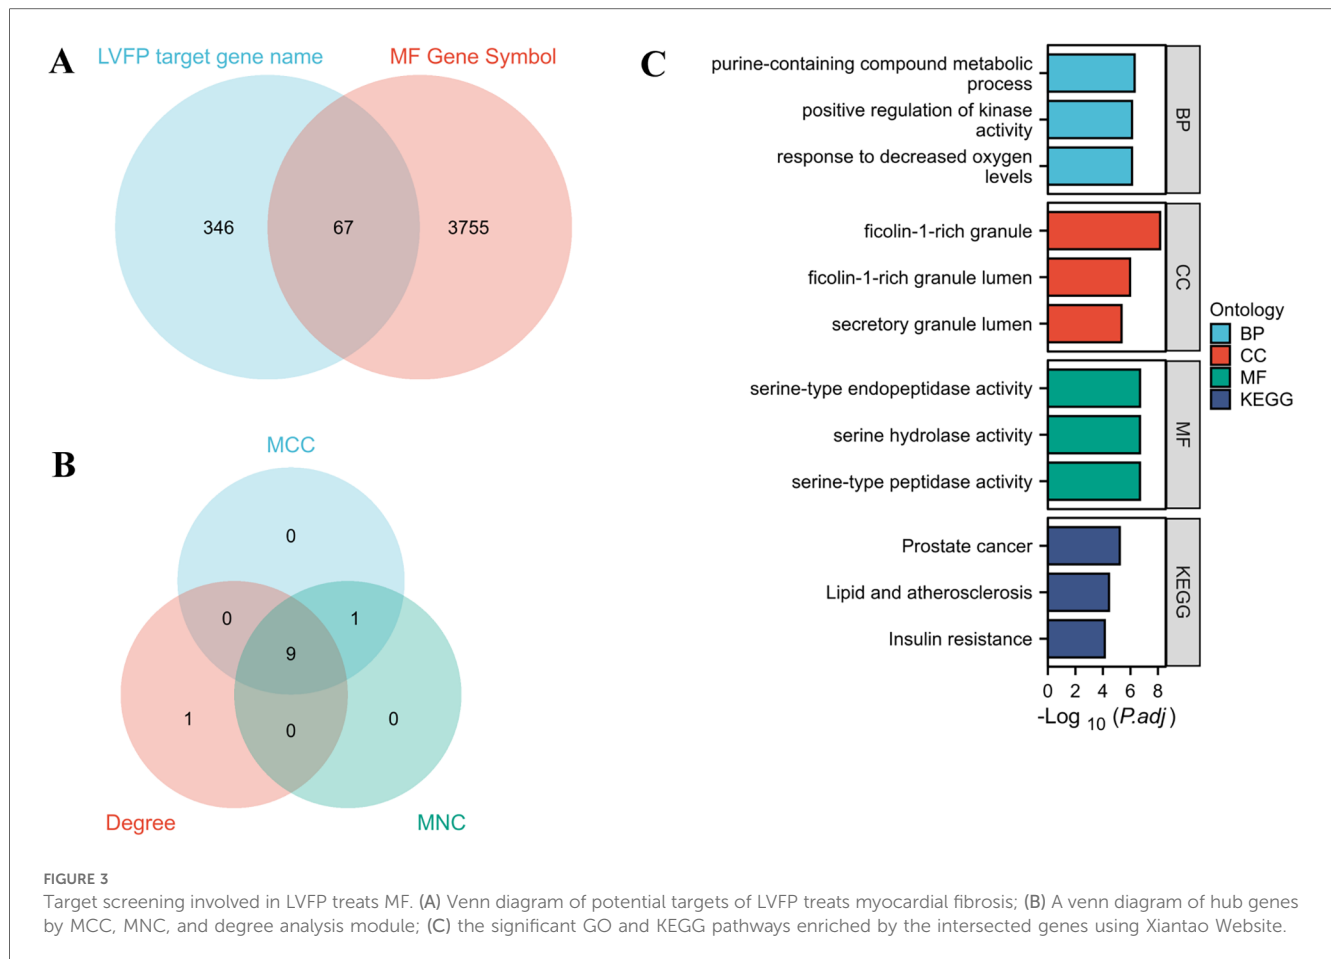 A
LVFP target gene name
MF Gene Symbol
346
67
3755
B
MCC
0
0
1
9
1
0
0
Degree
MNC
C
purine-containing compound metabolic
process
positive regulation of kinase
activity
response to decreased oxygen
levels
BP
ficolin-1-rich granule
ficolin-1-rich granule lumen
secretory granule lumen
CC
serine-type endopeptidase activity
serine hydrolase activity
serine-type peptidase activity
MF
Prostate cancer
Lipid and atherosclerosis
Insulin resistance
KEGG
0 2 4 6 8
-Log 10 (P.adj)
Ontology
BP
CC
MF
KEGG
FIGURE 3
Target screening involved in LVFP treats MF. (A) Venn diagram of potential targets of LVFP treats myocardial fibrosis; (B) A venn diagram of hub genes
by MCC, MNC, and degree analysis module; (C) the significant GO and KEGG pathways enriched by the intersected genes using Xiantao Website.